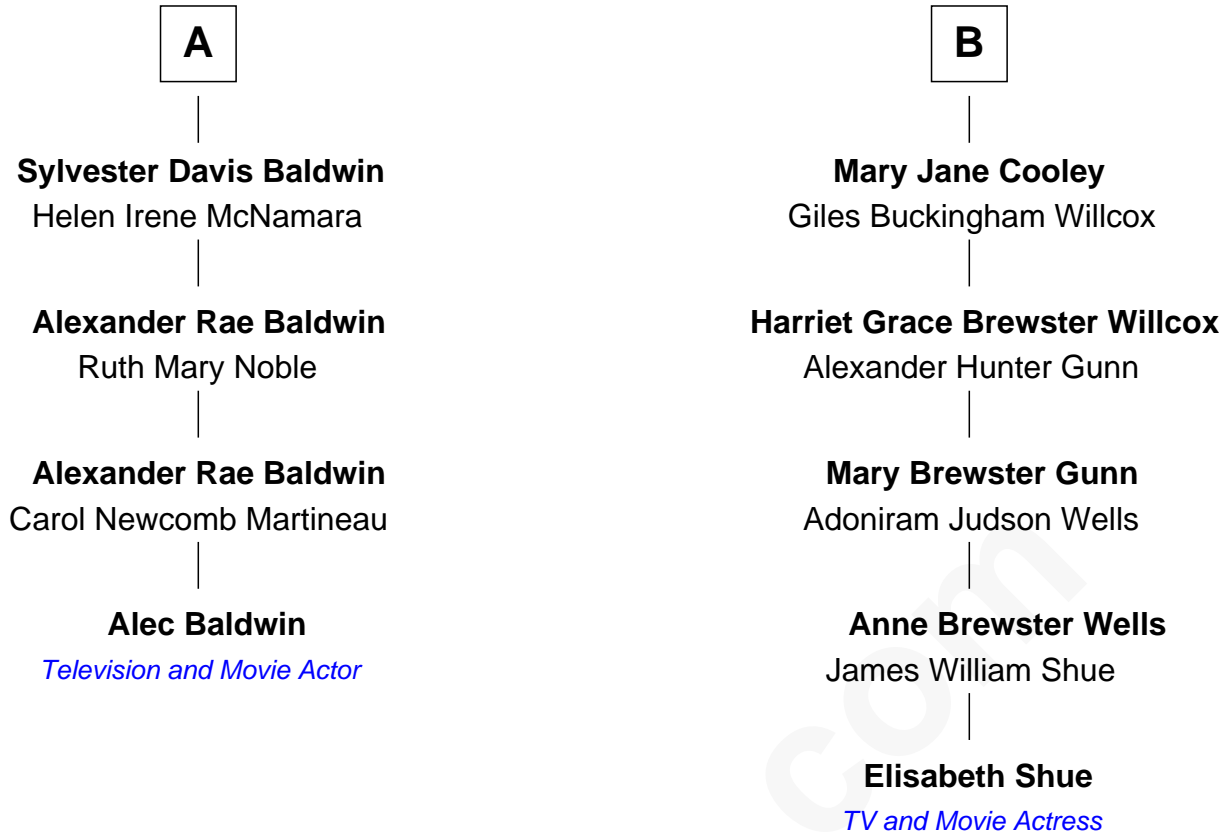 A
Sylvester Davis Baldwin
Helen Irene McNamara
Alexander Rae Baldwin
Ruth Mary Noble
Alexander Rae Baldwin
Carol Newcomb Martineau
Alec Baldwin
Television and Movie Actor
B
Mary Jane Cooley
Giles Buckingham Willcox
Harriet Grace Brewster Willcox
Alexander Hunter Gunn
Mary Brewster Gunn
Adoniram Judson Wells
Anne Brewster Wells
James William Shue
Elisabeth Shue
TV and Movie Actress
com